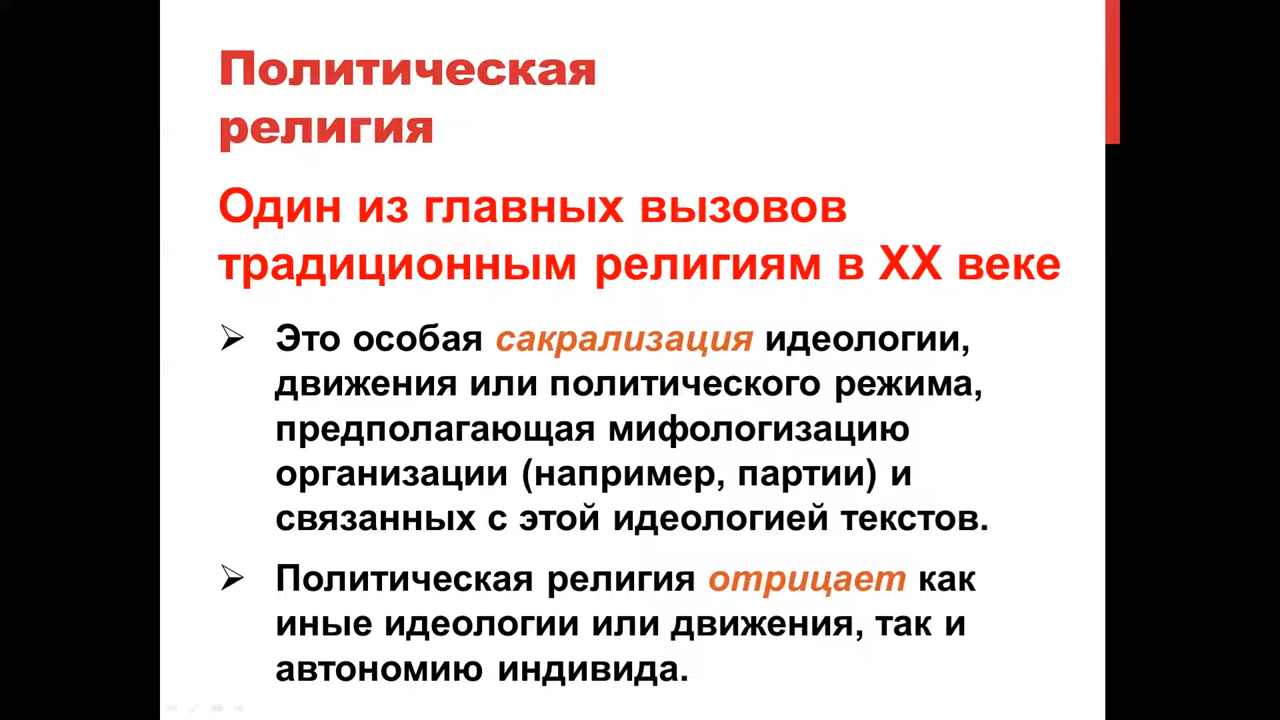 Политическая
религия
Один из главных вызовов
традиционным религиям в XX веке
➢ Это особая сакрализация идеологии,
движения или политического режима,
предполагающая мифологизацию
организации (например, партии) и
связанных с этой идеологией текстов.
➢ Политическая религия отрицает как
иные идеологии или движения, так и
автономию индивида.